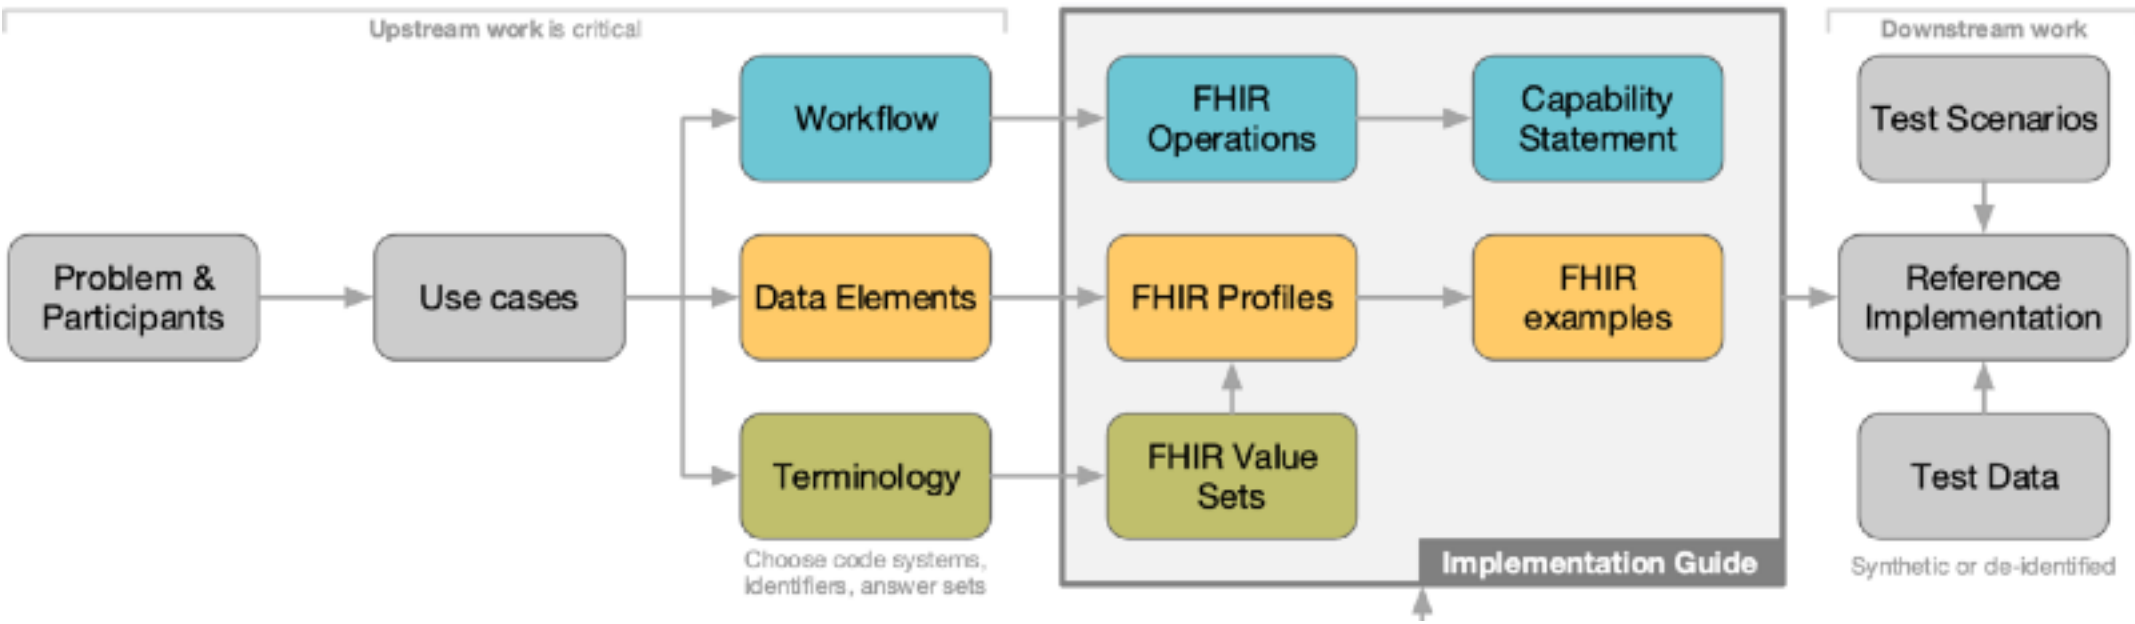 Upstream work is critical
Downstream work
Workflow
FHIR
Operations
Capability
Statement
Test Scenarios
Problem &
Participants
Use cases
Data Elements
FHIR Profiles
FHIR
examples
Reference
Implementation
Terminology
FHIR Value
Sets
Test Data
Choose code systems,
identifiers, answer sets
Implementation Guide
Synthetic or de-identified